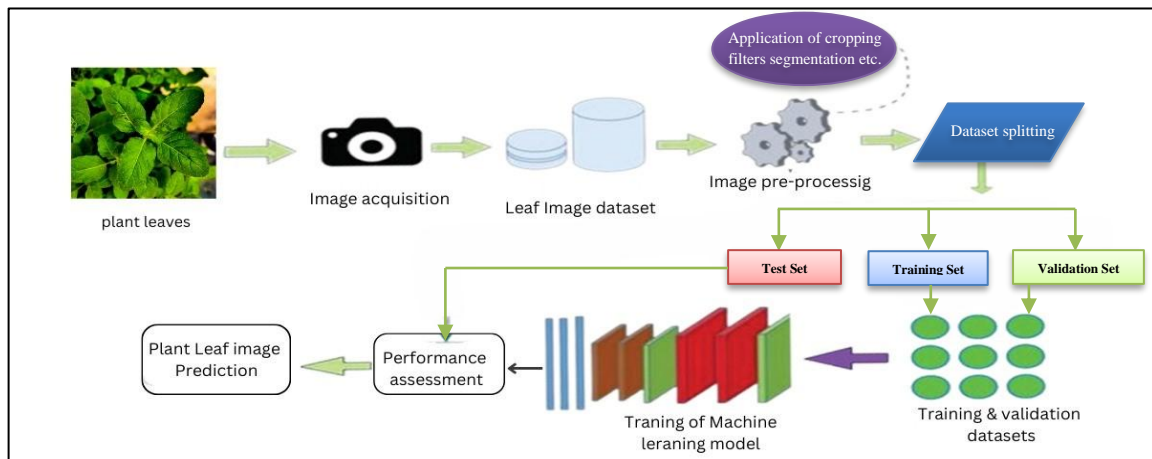 Application of cropping
filters segmentation etc.
plant leaves
Image acquisition
Leaf Image dataset
Image pre-processig
Dataset splitting
Test Set
Training Set
Validation Set
Plant Leaf image
Prediction
Performance
assessment
Traning of Machine
leraning model
Training & validation
datasets